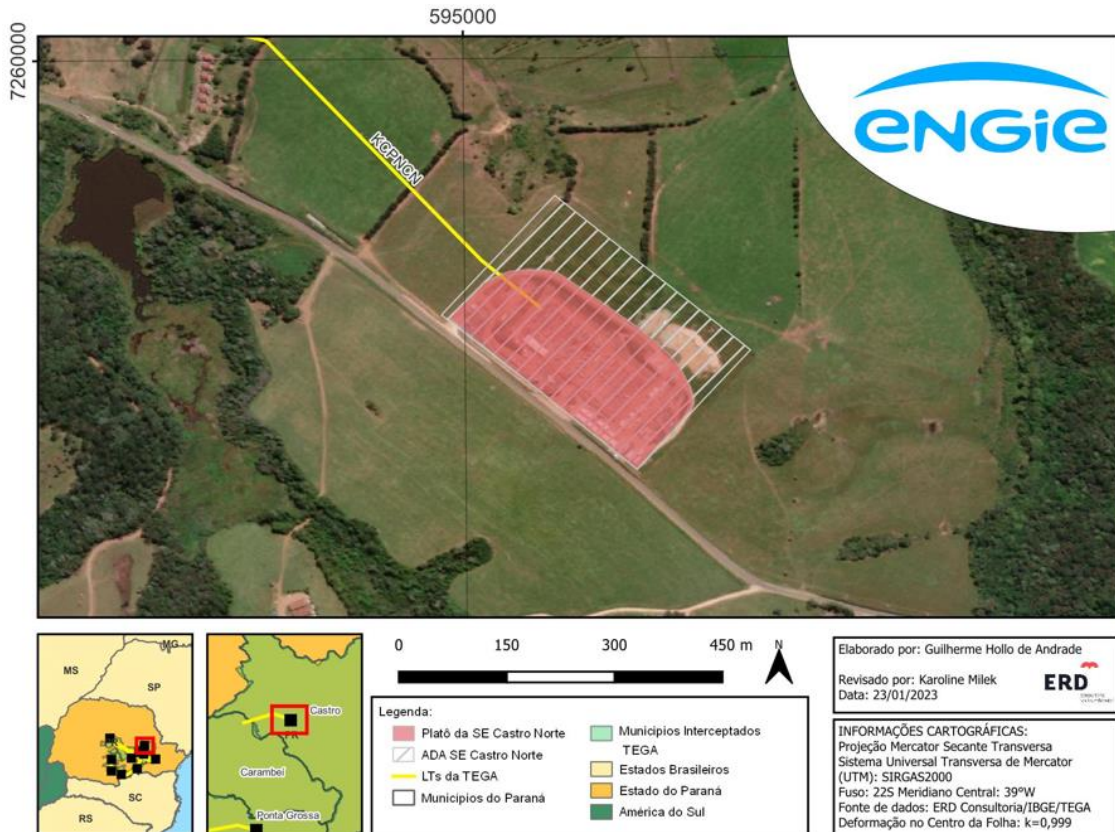 595000
7260000
ENGIE
KCPNCN
MG
MS
SP
SC
RS
Castro
PR
Carambeí
Ponta Grossa
0 150 300 450 m
N
Legenda:
Platô da SE Castro Norte
ADA SE Castro Norte
LTs da TEGA
Municipios do Paraná
Municípios Interceptados
TEGA
Estados Brasileiros
Estado do Paraná
América do Sul
Elaborado por: Guilherme Hollo de Andrade
Revisado por: Karoline Milek
Data: 23/01/2023
ERD
INFORMAÇÕES CARTOGRÁFICAS:
Projeção Mercator Secante Transversa
Sistema Universal Transversa de Mercator
(UTM): SIRGAS2000
Fuso: 22S Meridiano Central: 39ºW
Fonte de dados: ERD Consultoria/IBGE/TEGA
Deformação no Centro da Folha: k=0,999